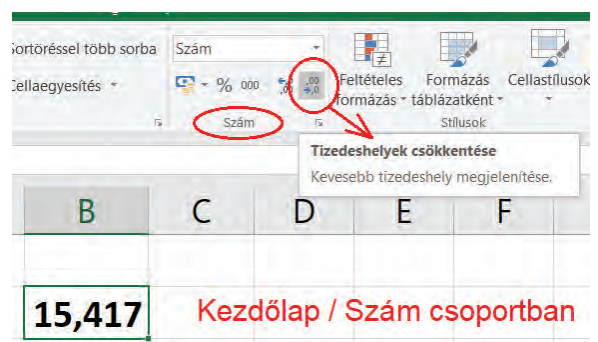 Sortöréssel több sorba Szám
Cellaegyesítés % 000 ,00 Feltételes formázás Formázás táblázatként Cellastílusok
Szám Stílusok
Tizedeshelyek csökkentése
Kevesebb tizedeshely megjelenítése.
B C D E F
15,417 Kezdőlap / Szám csoportban